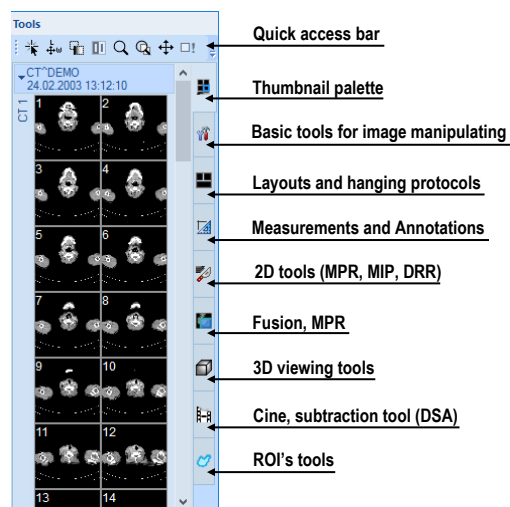 Tools
Quick access bar
CT^DEMO
24.02.2003 13:12:10
Thumbnail palette
CT 1
1 2
Basic tools for image manipulating
3 4
Layouts and hanging protocols
5 6
Measurements and Annotations
2D tools (MPR, MIP, DRR)
7 8
Fusion, MPR
9 10
3D viewing tools
11 12
Cine, subtraction tool (DSA)
ROI's tools
13 14